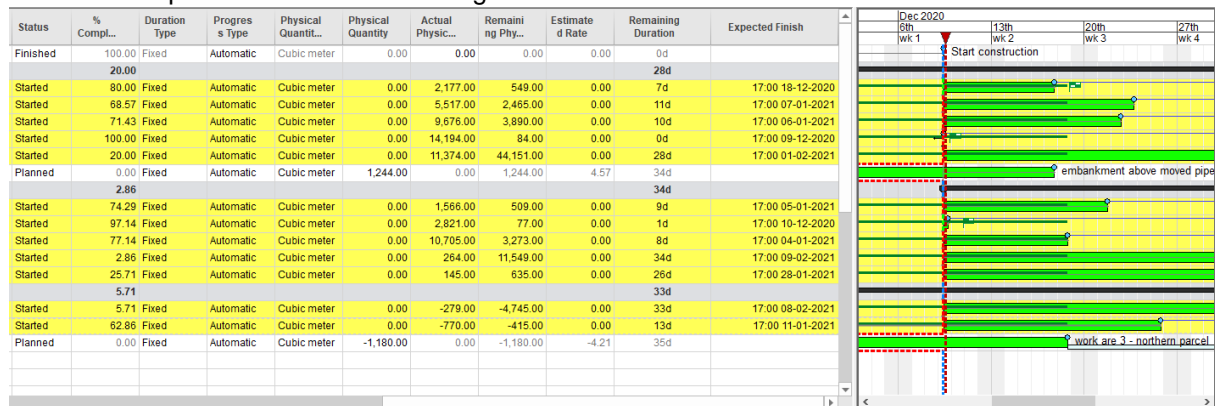 Status % Compl... Duration Type Progres s Type Physical Quantit... Physical Quantity Actual Physic... Remaini ng Phy... Estimate d Rate Remaining Duration Expected Finish
Dec 2020
6th 13th 20th 27th
wk 1 wk 2 wk 3 wk 4
Finished 100.00 Fixed Automatic Cubic meter 0.00 0.00 0.00 0.00 0d Start construction
20.00 28d
Started 80.00 Fixed Automatic Cubic meter 0.00 2,177.00 549.00 0.00 7d 17:00 18-12-2020
Started 68.57 Fixed Automatic Cubic meter 0.00 5,517.00 2,465.00 0.00 11d 17:00 07-01-2021
Started 71.43 Fixed Automatic Cubic meter 0.00 9,676.00 3,890.00 0.00 10d 17:00 06-01-2021
Started 100.00 Fixed Automatic Cubic meter 0.00 14,194.00 84.00 0.00 0d 17:00 09-12-2020
Started 20.00 Fixed Automatic Cubic meter 0.00 11,374.00 44,151.00 0.00 28d 17:00 01-02-2021
Planned 0.00 Fixed Automatic Cubic meter 1,244.00 0.00 1,244.00 4.57 34d embankment above moved pipe
2.86 34d
Started 74.29 Fixed Automatic Cubic meter 0.00 1,566.00 509.00 0.00 9d 17:00 05-01-2021
Started 97.14 Fixed Automatic Cubic meter 0.00 2,821.00 77.00 0.00 1d 17:00 10-12-2020
Started 77.14 Fixed Automatic Cubic meter 0.00 10,705.00 3,273.00 0.00 8d 17:00 04-01-2021
Started 2.86 Fixed Automatic Cubic meter 0.00 264.00 11,549.00 0.00 34d 17:00 09-02-2021
Started 25.71 Fixed Automatic Cubic meter 0.00 145.00 635.00 0.00 26d 17:00 28-01-2021
5.71 33d
Started 5.71 Fixed Automatic Cubic meter 0.00 -279.00 -4,745.00 0.00 33d 17:00 08-02-2021
Started 62.86 Fixed Automatic Cubic meter 0.00 -770.00 -415.00 0.00 13d 17:00 11-01-2021
Planned 0.00 Fixed Automatic Cubic meter -1,180.00 0.00 -1,180.00 -4.21 35d work are 3 - northern parcel